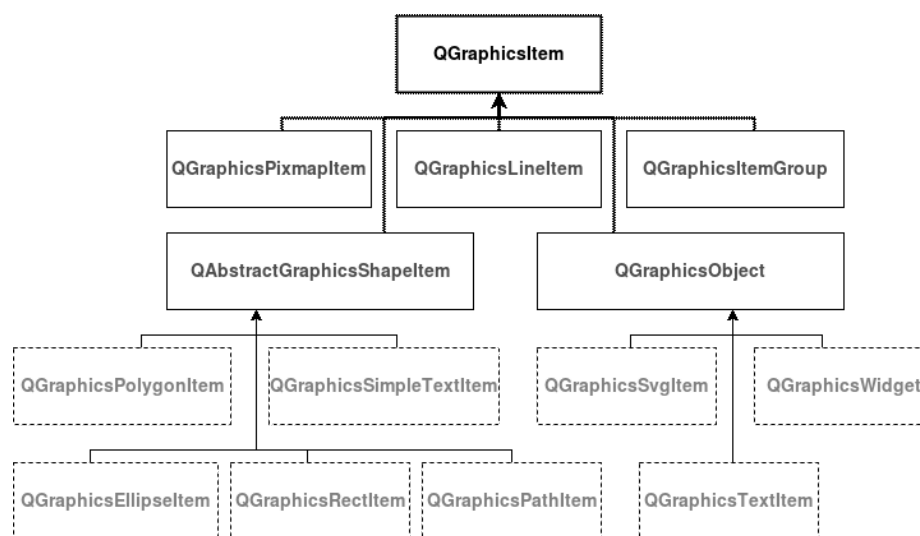 QGraphicsItem
QGraphicsPixmapItem
QGraphicsLineItem
QGraphicsItemGroup
QAbstractGraphicsShapeItem
QGraphicsObject
QGraphicsPolygonItem
QGraphicsSimpleTextItem
QGraphicsSvgItem
QGraphicsWidget
QGraphicsEllipseItem
QGraphicsRectItem
QGraphicsPathItem
QGraphicsTextItem